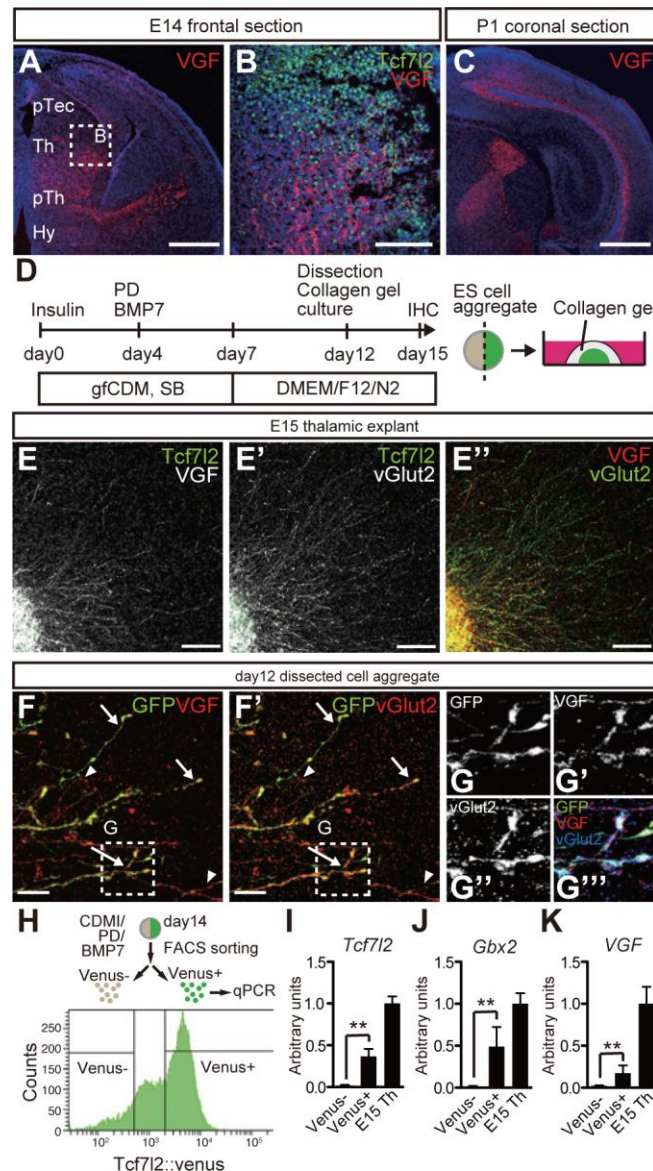 E14 frontal section
P1 coronal section
A
VGF
pTec
B
Th
pTh
Hy
B
Tcf7l2
VGF
C
VGF
D
Dissection
PD
Collagen gel
Insulin
BMP7
culture
IHC
day0
day4
day7
day12
day15
gfCDM, SB
DMEM/F12/N2
ES cell
aggregate
Collagen ge
E15 thalamic explant
E
Tcf7l2
VGF
E'
Tcf7l2
vGlut2
E''
VGF
vGlut2
day12 dissected cell aggregate
F
GFPVGF
G
F'
GFPvGlut2
G
GFP
G
VGF
G'
vGlut2
G''
GFP
VGF
vGlut2
G'''
H
CDMI/
PD/
BMP7
day14
FACS sorting
Venus-
Venus+
qPCR
Counts
250
200
150
100
50
0
Venus-
Venus+
10² 10³ 10⁴ 10⁵
Tcf7l2::venus
I
Tcf7l2
Arbitrary units
1.5
1.0
0.5
0.0
**
Venus-
Venus+
E15 Th
J
Gbx2
Arbitrary units
1.5
1.0
0.5
0.0
**
Venus-
Venus+
E15 Th
K
VGF
Arbitrary units
1.5
1.0
0.5
0.0
**
Venus-
Venus+
E15 Th